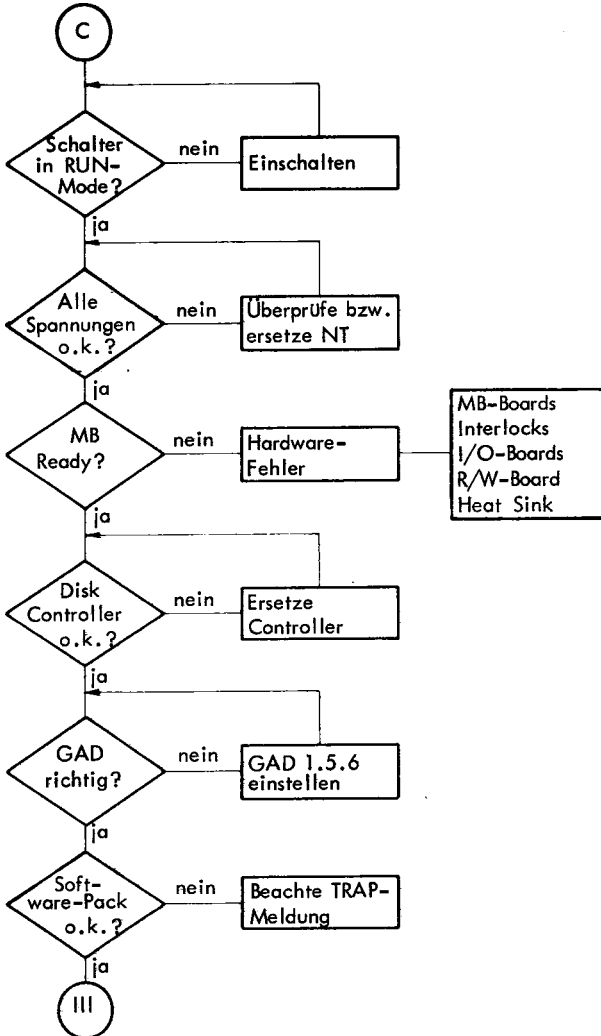 C
Schalter
in RUN-
Mode?
nein
Einschalten
ja
Alle
Spannungen
o.k.?
nein
Überprüfe bzw.
ersetze NT
ja
MB
Ready?
nein
Hardware-
Fehler
MB-Boards
Interlocks
I/O-Boards
R/W-Board
Heat Sink
ja
Disk
Controller
o.k.?
nein
Ersetze
Controller
ja
GAD
richtig?
nein
GAD 1.5.6
einstellen
ja
Soft-
ware-Pack
o.k.?
nein
Beachte TRAP-
Meldung
ja
III